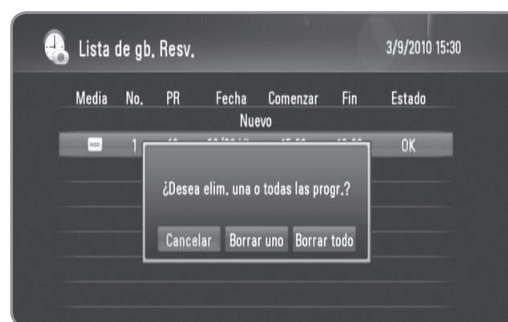 Lista de gb. Resv.
3/9/2010 15:30
Media No. PR Fecha Comenzar Fin Estado
Nuevo
HDD 1 OK
¿Desea elim. una o todas las progr.?
Cancelar Borrar uno Borrar todo